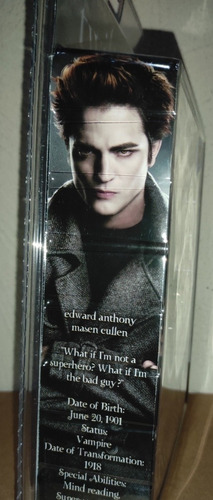 edward anthony
masen cullen
"What if I'm not a
superhero? What if I'm
the bad guy?"
Date of Birth:
June 20, 1901
Status:
Vampire
Date of Transformation:
1918
Special Abilities:
Mind reading,